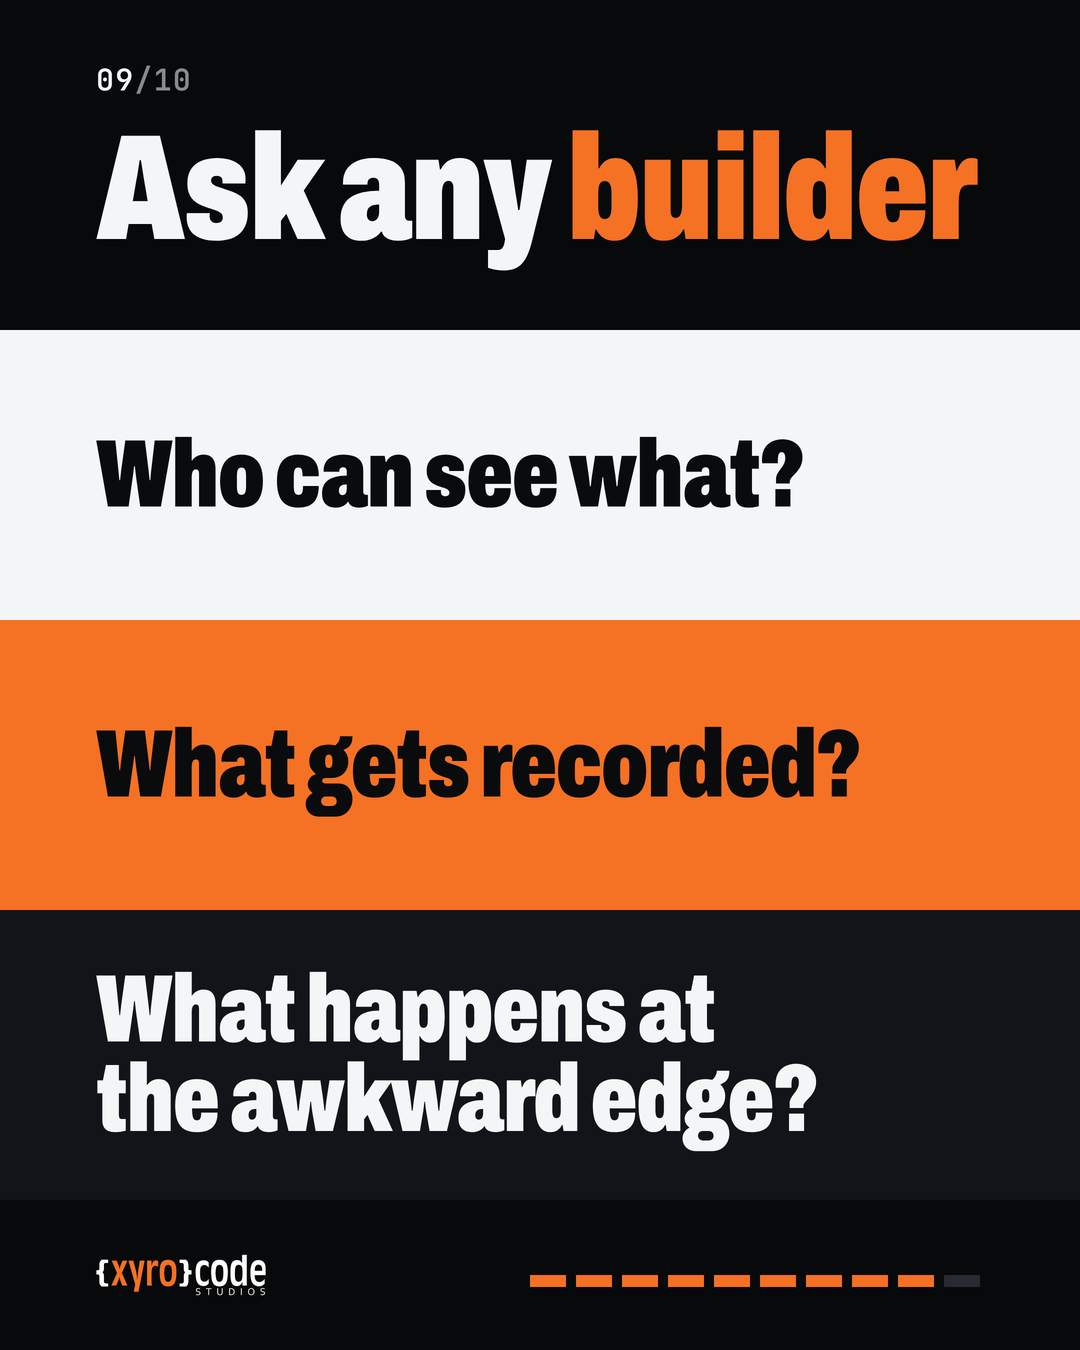 09/10
Ask any builder
Who can see what?
What gets recorded?
What happens at
the awkward edge?
{xyro}code
STUDIOS